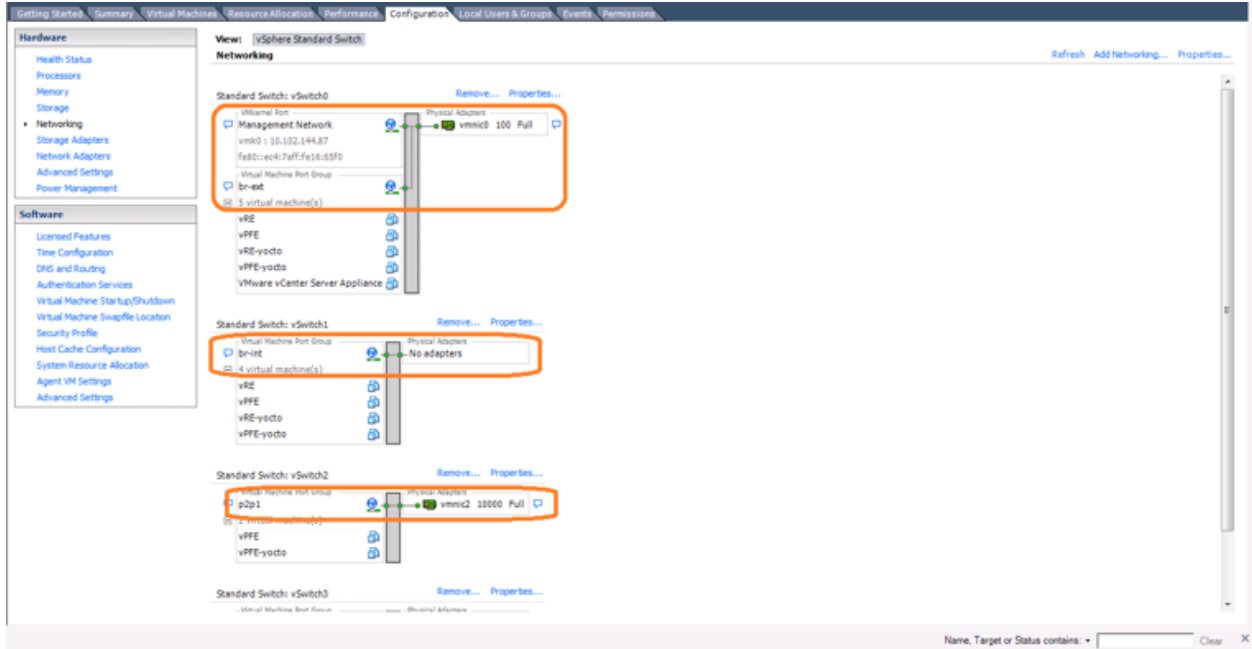 Getting Started Summary Virtual Machines Resource Allocation Performance Configuration Local Users & Groups Events Permissions
Hardware
Health Status
Processors
Memory
Storage
Networking
Storage Adapters
Network Adapters
Advanced Settings
Power Management
Software
Licensed Features
Time Configuration
DNS and Routing
Authentication Services
Virtual Machine Startup/Shutdown
Virtual Machine Swapfile Location
Security Profile
Host Cache Configuration
System Resource Allocation
Agent VM Settings
Advanced Settings
View: vSphere Standard Switch
Networking
Refresh Add Networking... Properties...
Standard Switch: vSwitch0 Remove... Properties...
VMkernel Port Physical Adapters
Management Network vmnic0 100 Full
vmk0 : 10.102.144.87
fe80::ec4:7aff:fe16:65f0
Virtual Machine Port Group
br-ext
5 virtual machine(s)
vRE
vPFE
vRE-yocto
vPFE-yocto
VMware vCenter Server Appliance
Standard Switch: vSwitch1 Remove... Properties...
Virtual Machine Port Group Physical Adapters
br-int No adapters
4 virtual machine(s)
vRE
vPFE
vRE-yocto
vPFE-yocto
Standard Switch: vSwitch2 Remove... Properties...
Virtual Machine Port Group Physical Adapters
p2p1 vmnic2 10000 Full
2 virtual machine(s)
vPFE
vPFE-yocto
Standard Switch: vSwitch3 Remove... Properties...
Virtual Machine Port Group Physical Adapters
Name, Target or Status contains: Clear